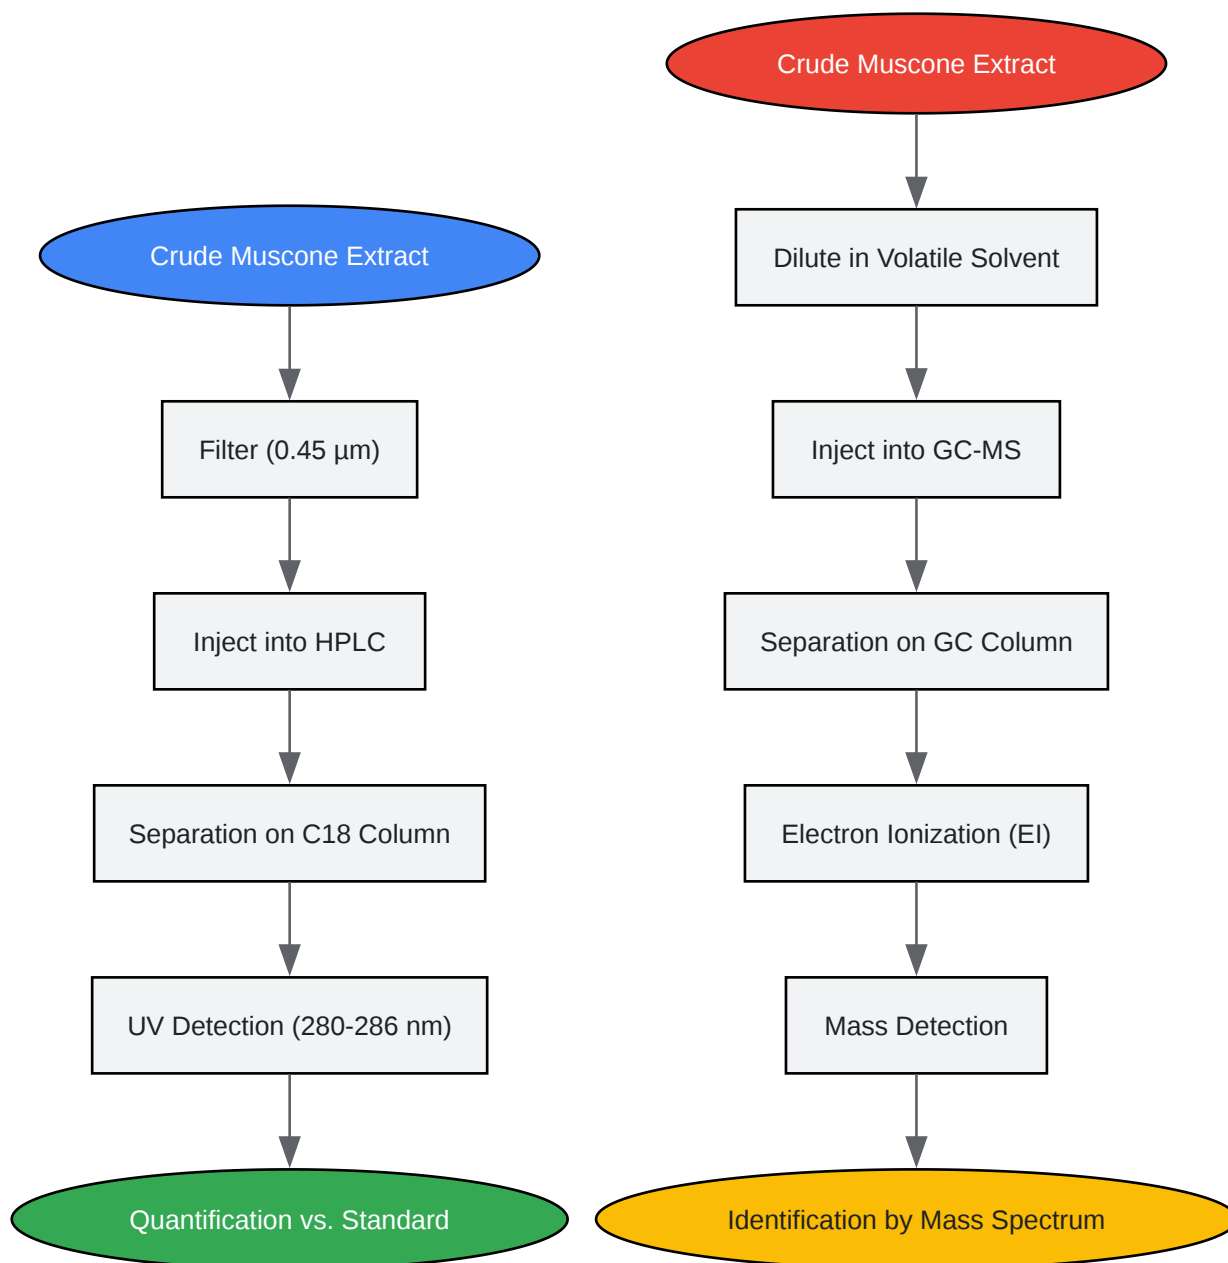 Crude Muscone Extract
Filter (0.45 µm)
Inject into HPLC
Separation on C18 Column
UV Detection (280-286 nm)
Quantification vs. Standard
Crude Muscone Extract
Dilute in Volatile Solvent
Inject into GC-MS
Separation on GC Column
Electron Ionization (EI)
Mass Detection
Identification by Mass Spectrum